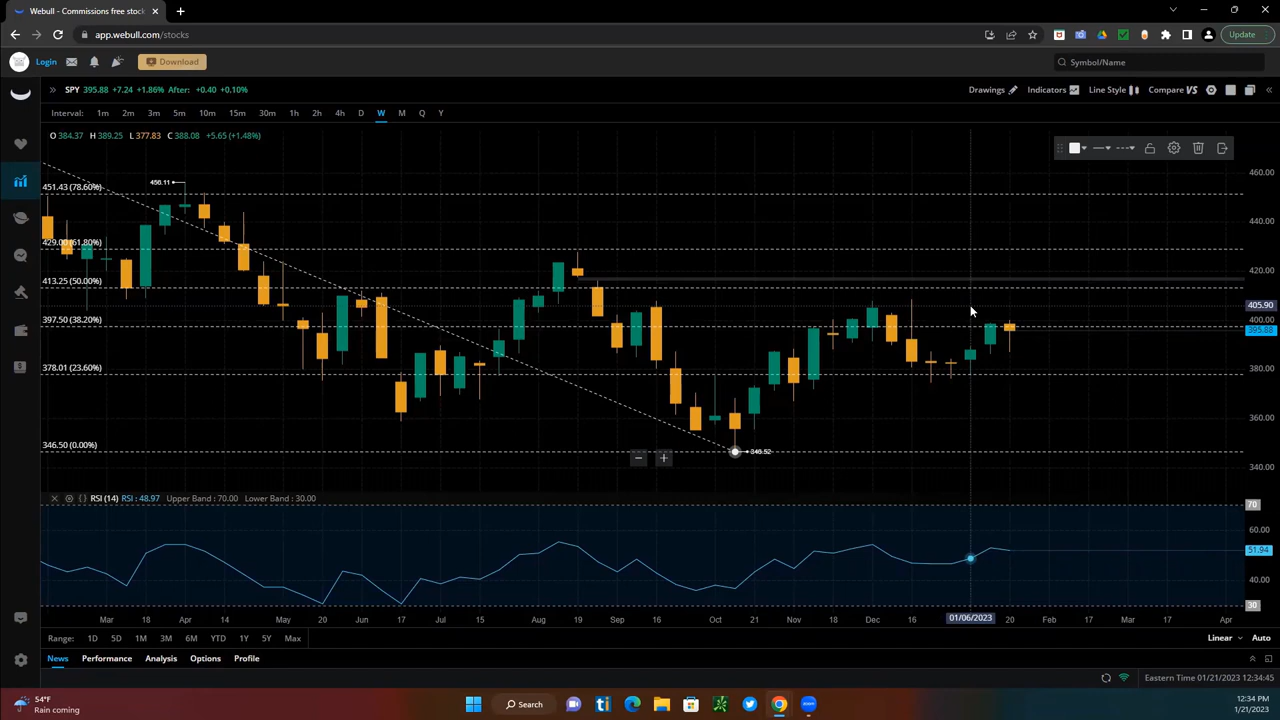 Webull - Commissions free stock
app.webull.com/stocks
Update
Login
Download
Symbol/Name
SPY 395.88 +7.24 +1.86% After: +0.40 +0.10%
Drawings
Indicators
Line Style
Compare VS
Interval: 1m 2m 3m 5m 10m 15m 30m 1h 2h 4h D W M Q Y
O 384.37 H 389.25 L 377.83 C 388.08 +5.65 (+1.48%)
460.00
456.11
451.43 (78.60%)
440.00
429.00 (61.80%)
420.00
413.25 (50.00%)
405.90
400.00
397.50 (38.20%)
395.88
380.00
378.01 (23.60%)
360.00
346.50 (0.00%)
346.52
340.00
RSI (14) RSI : 48.97 Upper Band : 70.00 Lower Band : 30.00
70
60.00
51.94
40.00
30
Mar 18 Apr 14 May 17 Jun 17 Jul 15 Aug 19 Sep 16 Oct 21 Nov 18 Dec 16 01/06/2023 20 Feb 17 Mar 17 Apr
Range: 1D 5D 1M 3M 6M YTD 1Y 5Y Max
Linear
Auto
News Performance Analysis Options Profile
Eastern Time 01/21/2023 12:34:45
54°F
Rain coming
Search
12:34 PM
1/21/2023